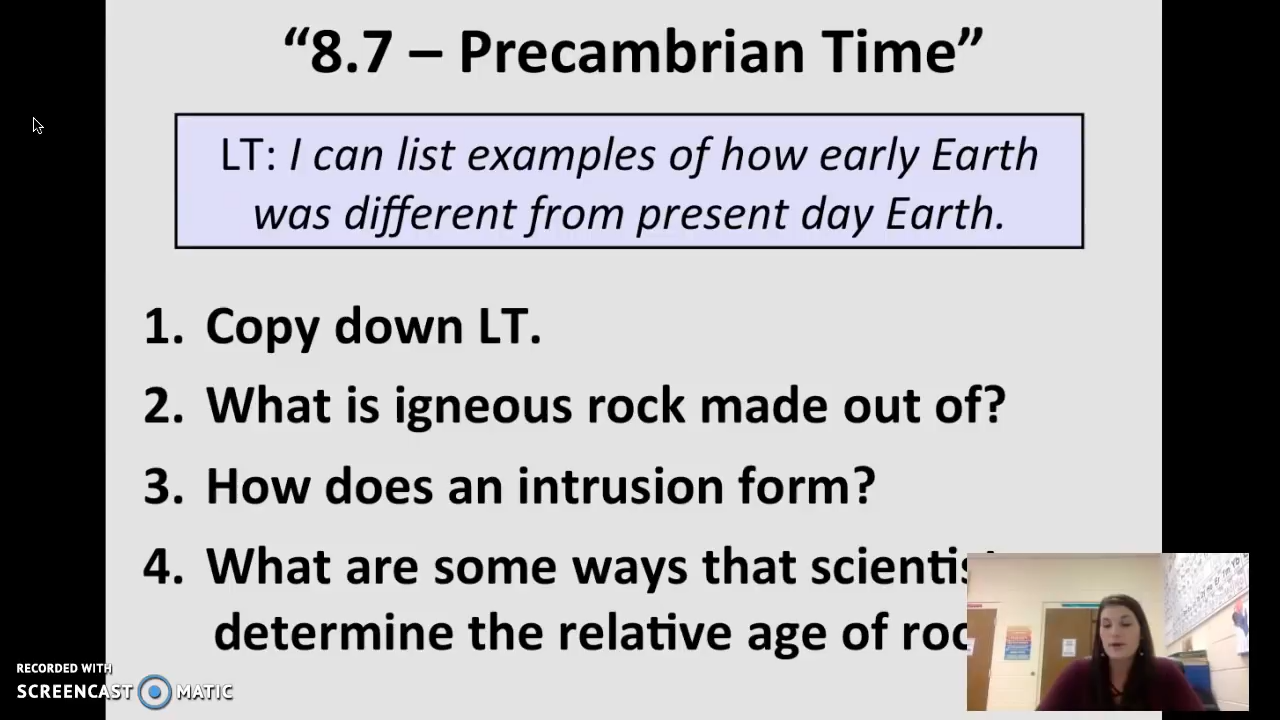 “8.7 – Precambrian Time”
LT: I can list examples of how early Earth
was different from present day Earth.
1. Copy down LT.
2. What is igneous rock made out of?
3. How does an intrusion form?
4. What are some ways that
determine the relative age of
RECORDED WITH
SCREENCAST MATIC